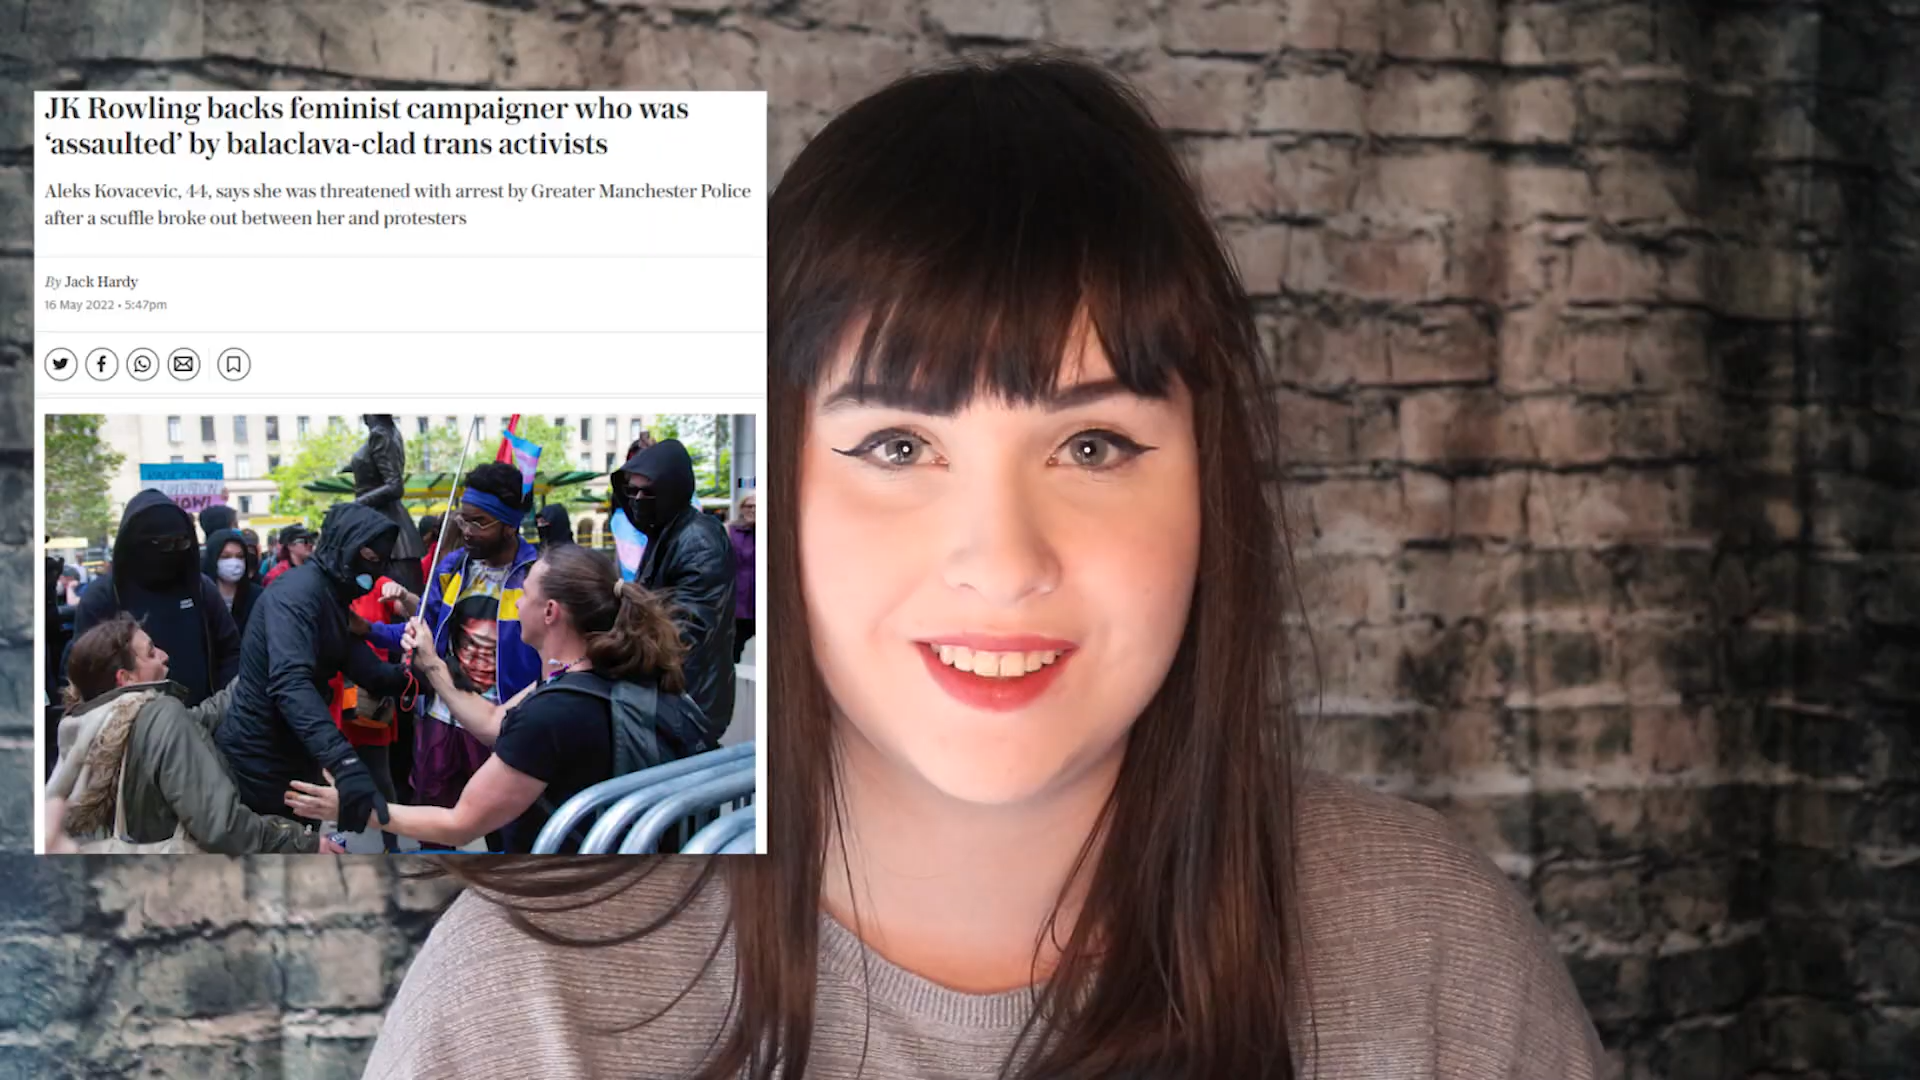 JK Rowling backs feminist campaigner who was
‘assaulted’ by balaclava-clad trans activists
Aleks Kovacevic, 44, says she was threatened with arrest by Greater Manchester Police
after a scuffle broke out between her and protesters
By Jack Hardy
16 May 2022 • 5:47pm
NOW!